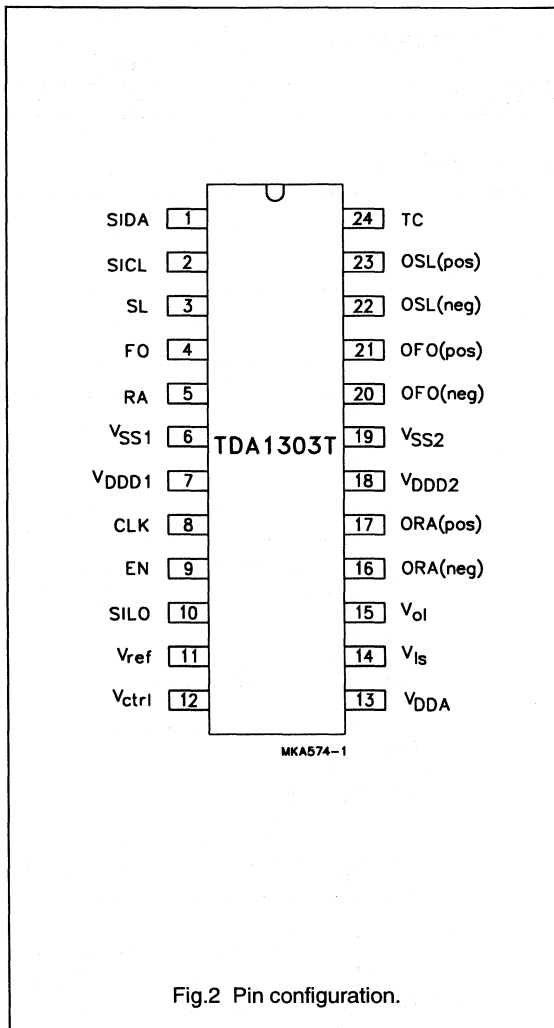 SIDA 1 24 TC
SICL 2 23 OSL(pos)
SL 3 22 OSL(neg)
FO 4 21 OFO(pos)
RA 5 20 OFO(neg)
VSS1 6 19 VSS2
TDA1303T
VDDD1 7 18 VDDD2
CLK 8 17 ORA(pos)
EN 9 16 ORA(neg)
SILO 10 15 Vol
Vref 11 14 Vls
Vctrl 12 13 VDDA
MKA574-1
Fig.2 Pin configuration.